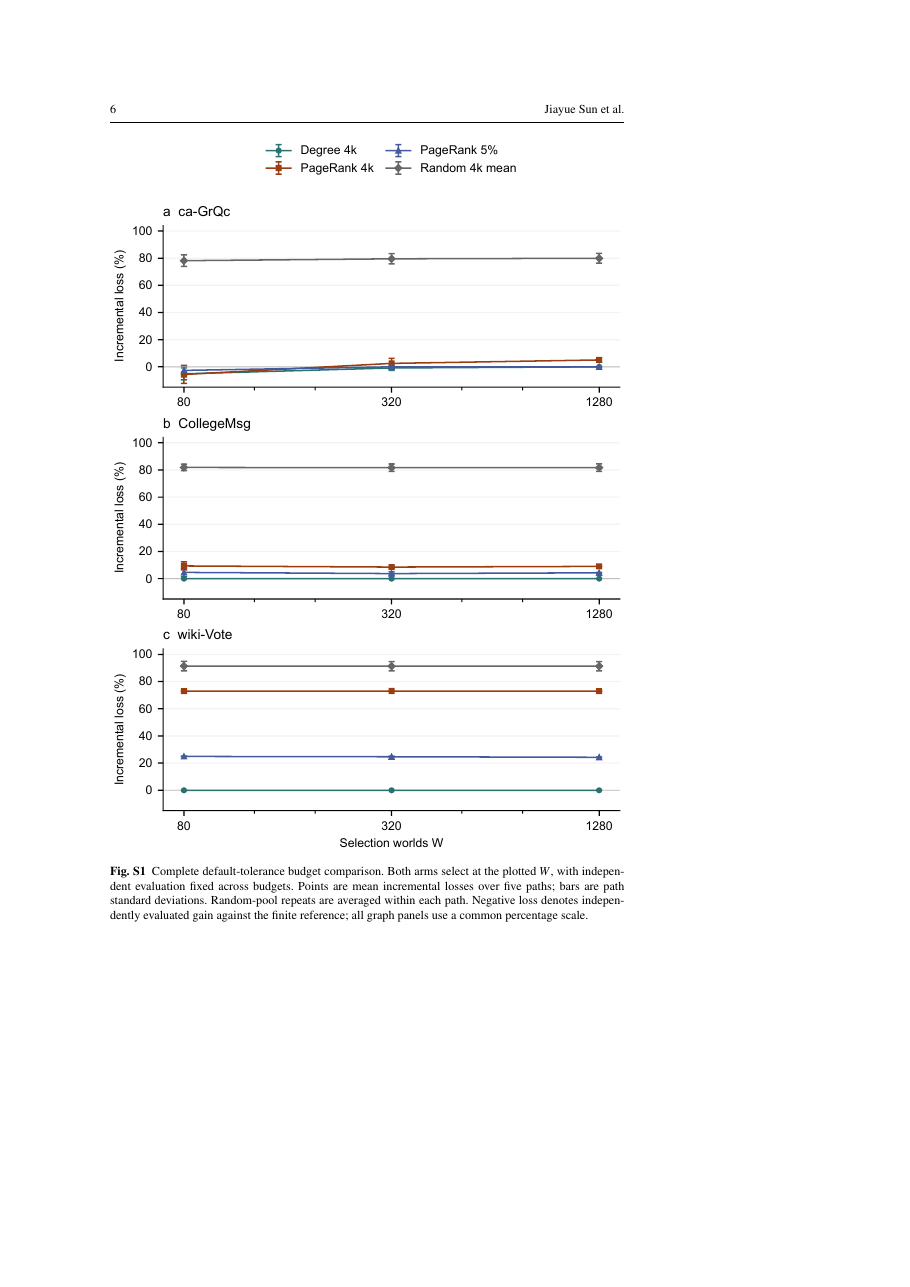 6 Jiayue Sun et al.
Degree 4k PageRank 5%
PageRank 4k Random 4k mean
a ca-GrQc
100
80
60
40
20
0
Incremental loss (%)
80 320 1280
b CollegeMsg
100
80
60
40
20
0
Incremental loss (%)
80 320 1280
c wiki-Vote
100
80
60
40
20
0
Incremental loss (%)
80 320 1280
Selection worlds W
Fig. S1 Complete default-tolerance budget comparison. Both arms select at the plotted W, with indepen-
dent evaluation fixed across budgets. Points are mean incremental losses over five paths; bars are path
standard deviations. Random-pool repeats are averaged within each path. Negative loss denotes indepen-
dently evaluated gain against the finite reference; all graph panels use a common percentage scale.